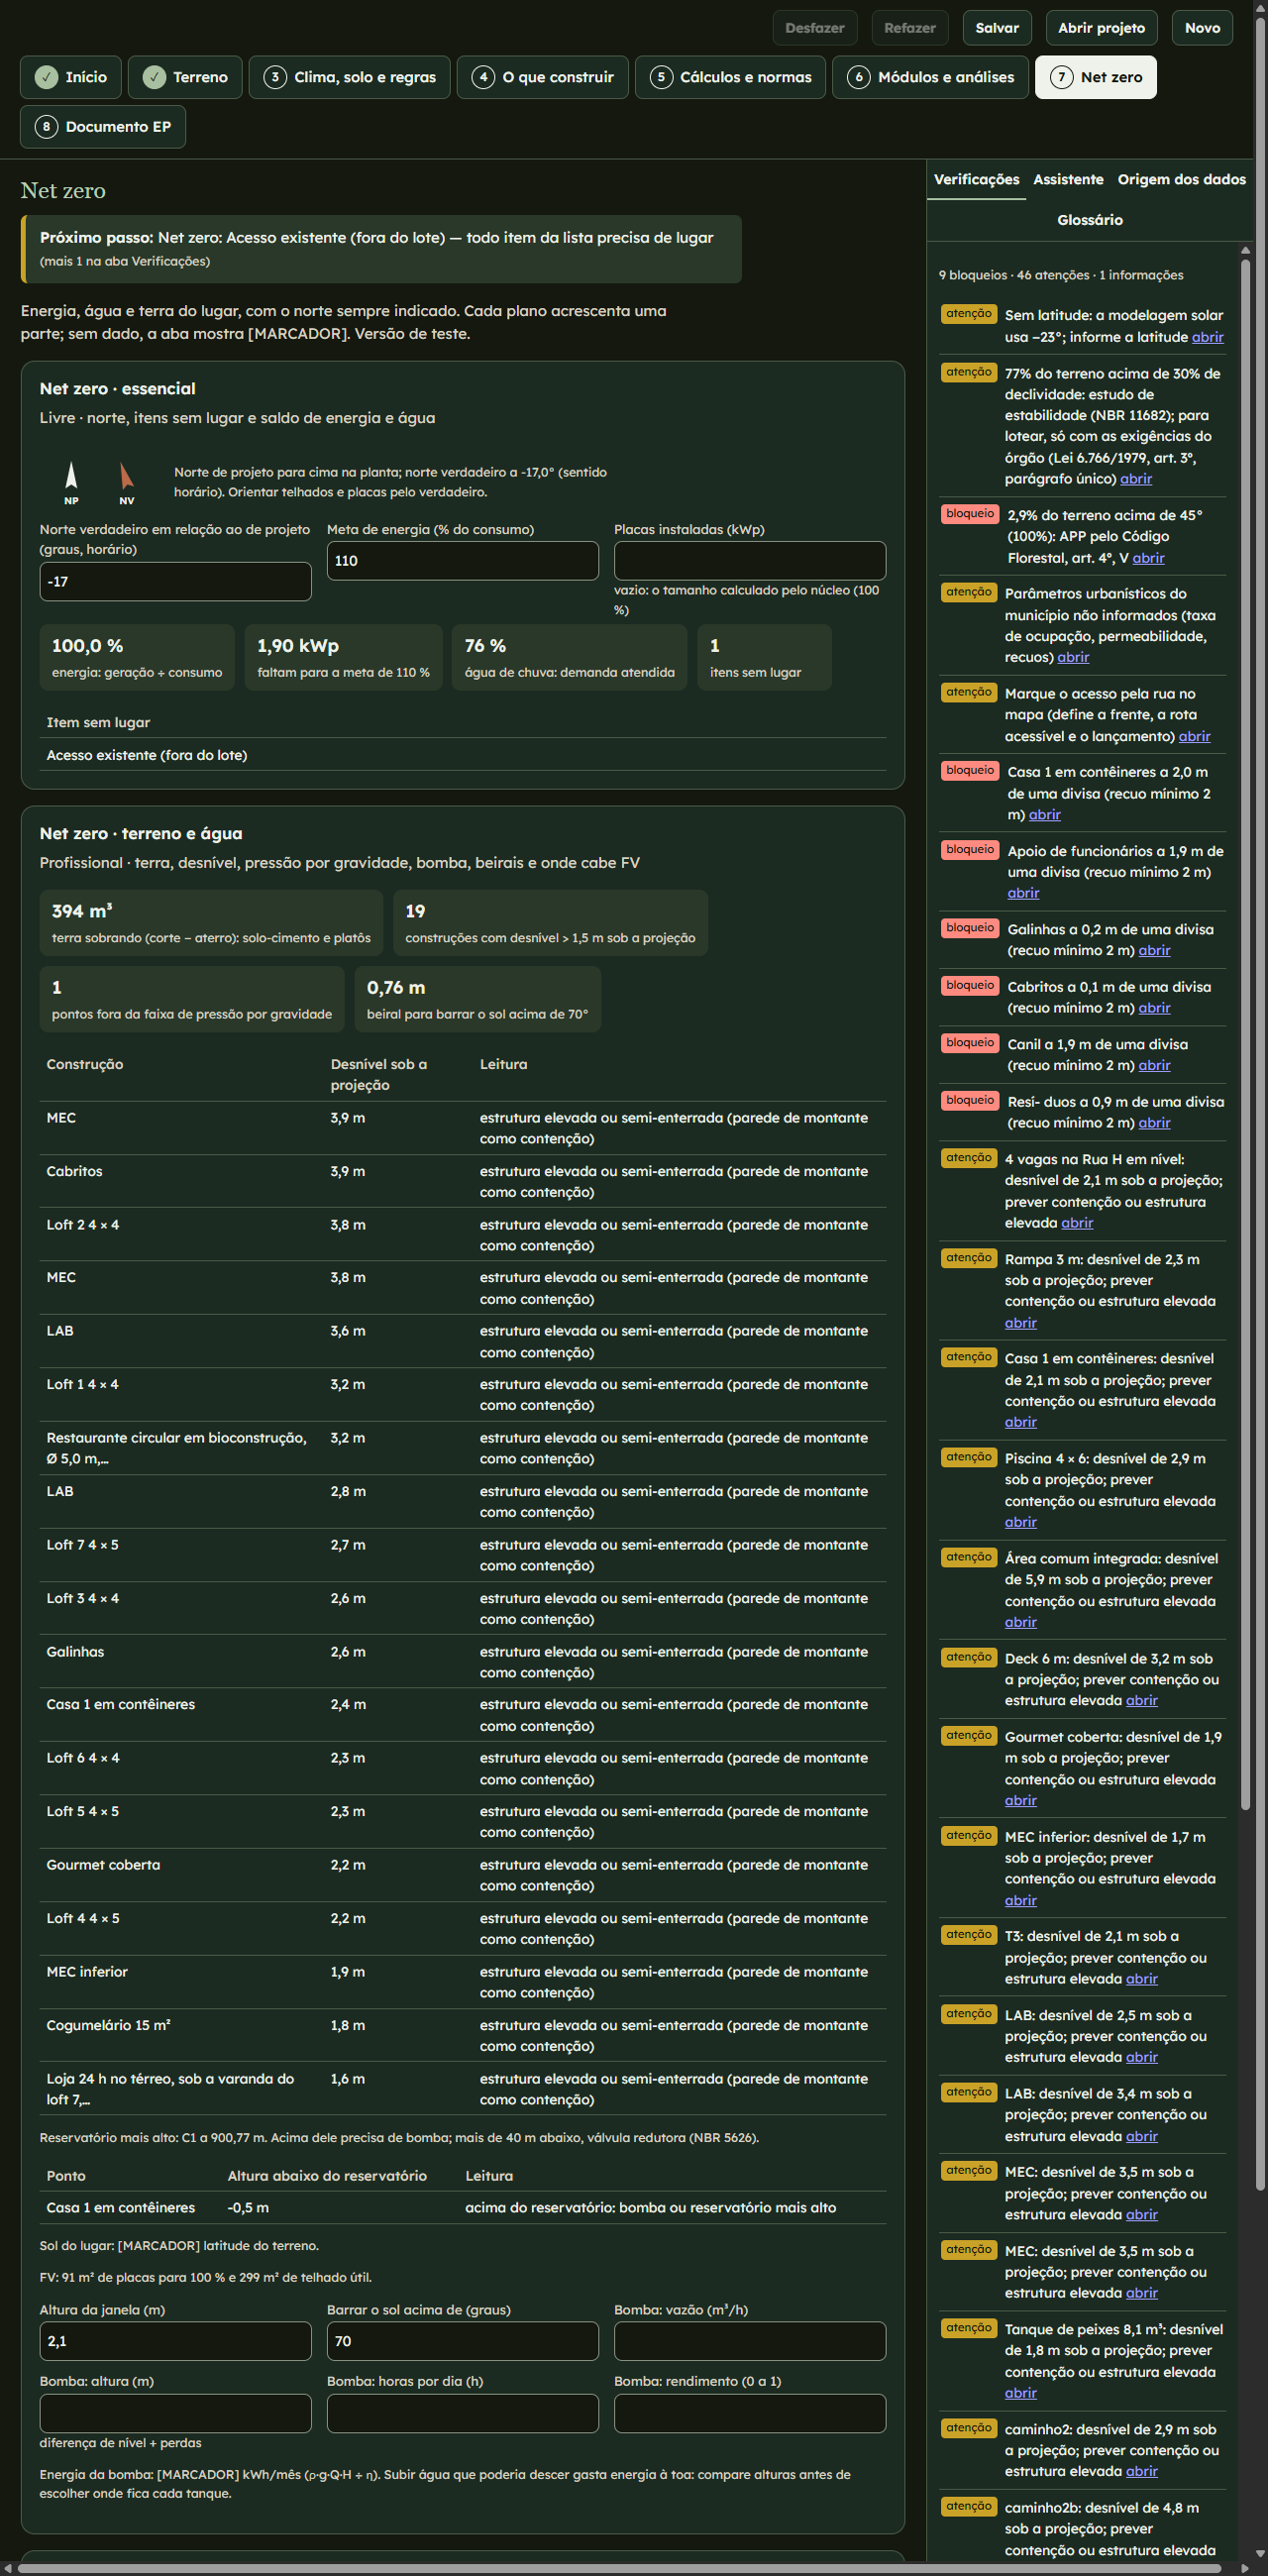 Desfazer
Refazer
Salvar
Abrir projeto
Novo
✓ Início
✓ Terreno
3 Clima, solo e regras
4 O que construir
5 Cálculos e normas
6 Módulos e análises
7 Net zero
8 Documento EP
Net zero
Próximo passo: Net zero: Acesso existente (fora do lote) — todo item da lista precisa de lugar
(mais 1 na aba Verificações)
Energia, água e terra do lugar, com o norte sempre indicado. Cada plano acrescenta uma
parte; sem dado, a aba mostra [MARCADOR]. Versão de teste.
Net zero · essencial
Livre · norte, itens sem lugar e saldo de energia e água
NP
NV
Norte de projeto para cima na planta; norte verdadeiro a -17,0° (sentido
horário). Orientar telhados e placas pelo verdadeiro.
Norte verdadeiro em relação ao de projeto
(graus, horário)
-17
Meta de energia (% do consumo)
110
Placas instaladas (kWp)
vazio: o tamanho calculado pelo núcleo (100
%)
100,0 %
energia: geração ÷ consumo
1,90 kWp
faltam para a meta de 110 %
76 %
água de chuva: demanda atendida
1
itens sem lugar
Item sem lugar
Acesso existente (fora do lote)
Net zero · terreno e água
Profissional · terra, desnível, pressão por gravidade, bomba, beirais e onde cabe FV
394 m³
terra sobrando (corte − aterro): solo-cimento e platôs
19
construções com desnível > 1,5 m sob a projeção
1
pontos fora da faixa de pressão por gravidade
0,76 m
beiral para barrar o sol acima de 70°
Construção
Desnível sob a
projeção
Leitura
MEC 3,9 m estrutura elevada ou semi-enterrada (parede de montante
como contenção)
Cabritos 3,9 m estrutura elevada ou semi-enterrada (parede de montante
como contenção)
Loft 2 4 × 4 3,8 m estrutura elevada ou semi-enterrada (parede de montante
como contenção)
MEC 3,8 m estrutura elevada ou semi-enterrada (parede de montante
como contenção)
LAB 3,6 m estrutura elevada ou semi-enterrada (parede de montante
como contenção)
Loft 1 4 × 4 3,2 m estrutura elevada ou semi-enterrada (parede de montante
como contenção)
Restaurante circular em bioconstrução, 3,2 m estrutura elevada ou semi-enterrada (parede de montante
Ø 5,0 m,… como contenção)
LAB 2,8 m estrutura elevada ou semi-enterrada (parede de montante
como contenção)
Loft 7 4 × 5 2,7 m estrutura elevada ou semi-enterrada (parede de montante
como contenção)
Loft 3 4 × 4 2,6 m estrutura elevada ou semi-enterrada (parede de montante
como contenção)
Galinhas 2,6 m estrutura elevada ou semi-enterrada (parede de montante
como contenção)
Casa 1 em contêineres 2,4 m estrutura elevada ou semi-enterrada (parede de montante
como contenção)
Loft 6 4 × 4 2,3 m estrutura elevada ou semi-enterrada (parede de montante
como contenção)
Loft 5 4 × 5 2,3 m estrutura elevada ou semi-enterrada (parede de montante
como contenção)
Gourmet coberta 2,2 m estrutura elevada ou semi-enterrada (parede de montante
como contenção)
Loft 4 4 × 5 2,2 m estrutura elevada ou semi-enterrada (parede de montante
como contenção)
MEC inferior 1,9 m estrutura elevada ou semi-enterrada (parede de montante
como contenção)
Cogumelário 15 m² 1,8 m estrutura elevada ou semi-enterrada (parede de montante
como contenção)
Loja 24 h no térreo, sob a varanda do 1,6 m estrutura elevada ou semi-enterrada (parede de montante
loft 7,… como contenção)
Reservatório mais alto: C1 a 900,77 m. Acima dele precisa de bomba; mais de 40 m abaixo, válvula redutora (NBR 5626).
Ponto Altura abaixo do reservatório Leitura
Casa 1 em contêineres -0,5 m acima do reservatório: bomba ou reservatório mais alto
Sol do lugar: [MARCADOR] latitude do terreno.
FV: 91 m² de placas para 100 % e 299 m² de telhado útil.
Altura da janela (m)
2,1
Barrar o sol acima de (graus)
70
Bomba: vazão (m³/h)
Bomba: altura (m)
diferença de nível + perdas
Bomba: horas por dia (h)
Bomba: rendimento (0 a 1)
Energia da bomba: [MARCADOR] kWh/mês (ρ·g·Q·H ÷ η). Subir água que poderia descer gasta energia à toa: compare alturas antes de
escolher onde fica cada tanque.
Verificações
Assistente
Origem dos dados
Glossário
9 bloqueios · 46 atenções · 1 informações
atenção Sem latitude: a modelagem solar
usa −23°; informe a latitude abrir
atenção 77% do terreno acima de 30% de
declividade: estudo de
estabilidade (NBR 11682); para
lotear, só com as exigências do
órgão (Lei 6.766/1979, art. 3º,
parágrafo único) abrir
bloqueio 2,9% do terreno acima de 45°
(100%): APP pelo Código
Florestal, art. 4º, V abrir
atenção Parâmetros urbanísticos do
município não informados (taxa
de ocupação, permeabilidade,
recuos) abrir
atenção Marque o acesso pela rua no
mapa (define a frente, a rota
acessível e o lançamento) abrir
bloqueio Casa 1 em contêineres a 2,0 m
de uma divisa (recuo mínimo 2
m) abrir
bloqueio Apoio de funcionários a 1,9 m de
uma divisa (recuo mínimo 2 m)
abrir
bloqueio Galinhas a 0,2 m de uma divisa
(recuo mínimo 2 m) abrir
bloqueio Cabritos a 0,1 m de uma divisa
(recuo mínimo 2 m) abrir
bloqueio Canil a 1,9 m de uma divisa
(recuo mínimo 2 m) abrir
bloqueio Resí- duos a 0,9 m de uma divisa
(recuo mínimo 2 m) abrir
atenção 4 vagas na Rua H em nível:
desnível de 2,1 m sob a projeção;
prever contenção ou estrutura
elevada abrir
atenção Rampa 3 m: desnível de 2,3 m
sob a projeção; prever
contenção ou estrutura elevada
abrir
atenção Casa 1 em contêineres: desnível
de 2,1 m sob a projeção; prever
contenção ou estrutura elevada
abrir
atenção Piscina 4 × 6: desnível de 2,9 m
sob a projeção; prever
contenção ou estrutura elevada
abrir
atenção Área comum integrada: desnível
de 5,9 m sob a projeção; prever
contenção ou estrutura elevada
abrir
atenção Deck 6 m: desnível de 3,2 m sob
a projeção; prever contenção ou
estrutura elevada abrir
atenção Gourmet coberta: desnível de 1,9
m sob a projeção; prever
contenção ou estrutura elevada
abrir
atenção MEC inferior: desnível de 1,7 m
sob a projeção; prever
contenção ou estrutura elevada
abrir
atenção T3: desnível de 2,1 m sob a
projeção; prever contenção ou
estrutura elevada abrir
atenção LAB: desnível de 2,5 m sob a
projeção; prever contenção ou
estrutura elevada abrir
atenção LAB: desnível de 3,4 m sob a
projeção; prever contenção ou
estrutura elevada abrir
atenção MEC: desnível de 3,5 m sob a
projeção; prever contenção ou
estrutura elevada abrir
atenção MEC: desnível de 3,5 m sob a
projeção; prever contenção ou
estrutura elevada abrir
atenção Tanque de peixes 8,1 m³: desnível
de 1,8 m sob a projeção; prever
contenção ou estrutura elevada
abrir
atenção caminho2: desnível de 2,9 m sob
a projeção; prever contenção ou
estrutura elevada abrir
atenção caminho2b: desnível de 4,8 m
sob a projeção; prever
contenção ou estrutura elevada